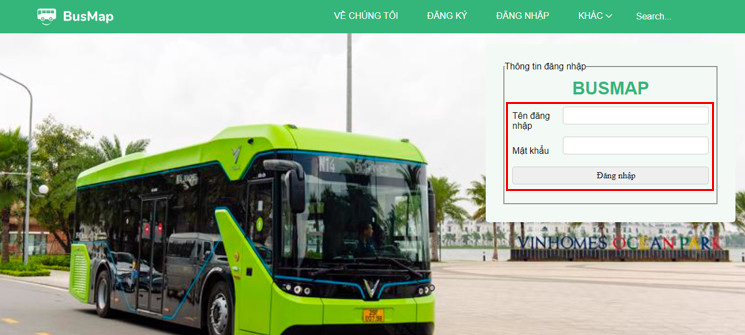 BusMap
VỀ CHÚNG TÔI
ĐĂNG KÝ
ĐĂNG NHẬP
KHÁC
Search...
Thông tin đăng nhập
BUSMAP
Tên đăng
nhập
Mật khẩu
Đăng nhập
VINHOMES OCEAN PARK